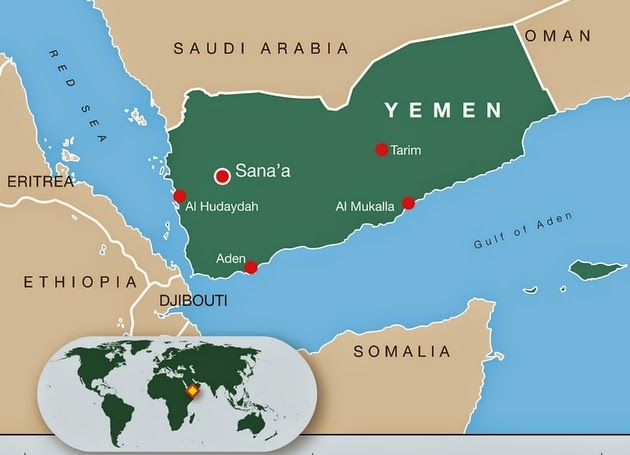 SAUDI ARABIA
OMAN
RED SEA
YEMEN
Tarim
Sana’a
ERITREA
Al Hudaydah
Al Mukalla
Gulf of Aden
Aden
ETHIOPIA
DJIBOUTI
SOMALIA